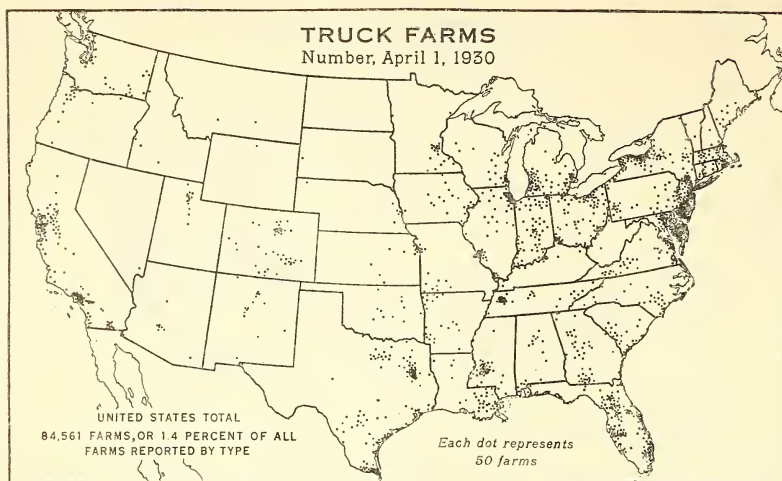 TRUCK FARMS
Number, April 1, 1930
UNITED STATES TOTAL
84,561 FARMS, OR 1.4 PERCENT OF ALL
FARMS REPORTED BY TYPE
Each dot represents
50 farms